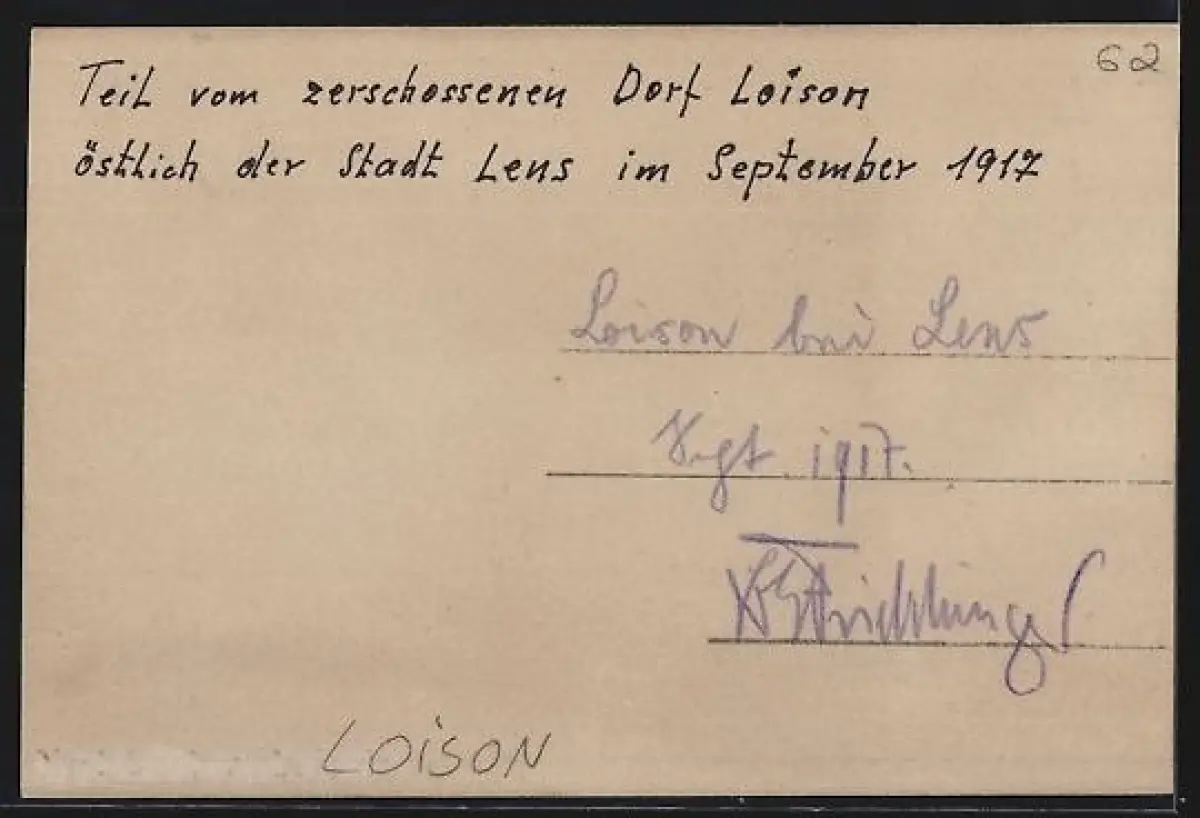 62
Teil vom zerschossenen Dorf Loison
östlich der Stadt Lens im September 1917
Loison bei Lens
Sept 1917.
LOiSON